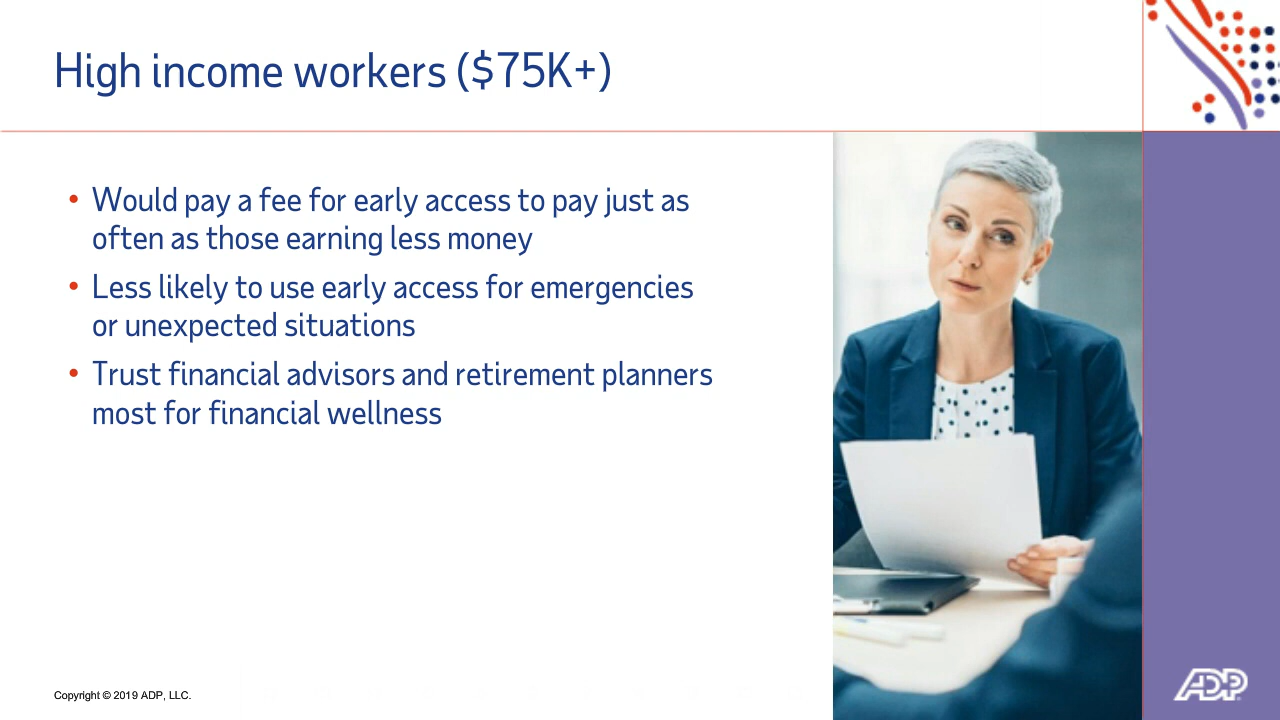 High income workers ($75K+)
• Would pay a fee for early access to pay just as
often as those earning less money
• Less likely to use early access for emergencies
or unexpected situations
• Trust financial advisors and retirement planners
most for financial wellness
Copyright © 2019 ADP, LLC.
ADP